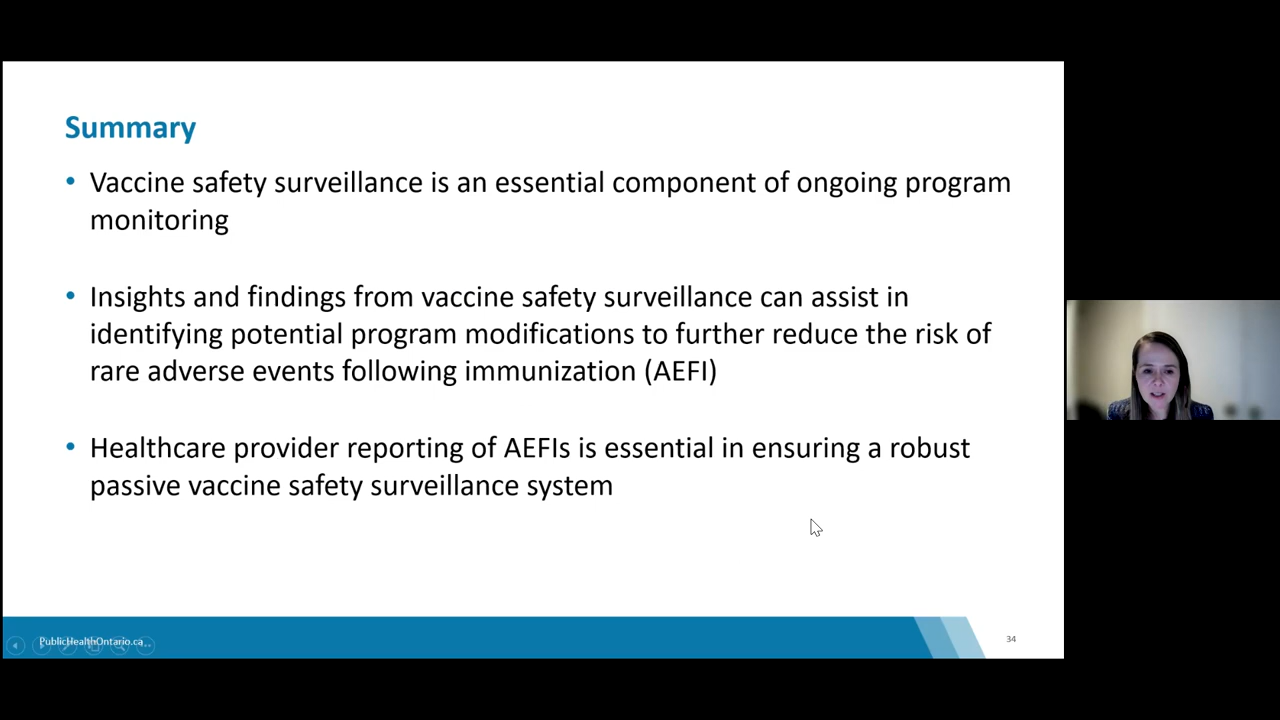 Summary
• Vaccine safety surveillance is an essential component of ongoing program
monitoring
• Insights and findings from vaccine safety surveillance can assist in
identifying potential program modifications to further reduce the risk of
rare adverse events following immunization (AEFI)
• Healthcare provider reporting of AEFIs is essential in ensuring a robust
passive vaccine safety surveillance system
PublicHealthOntario.ca
34